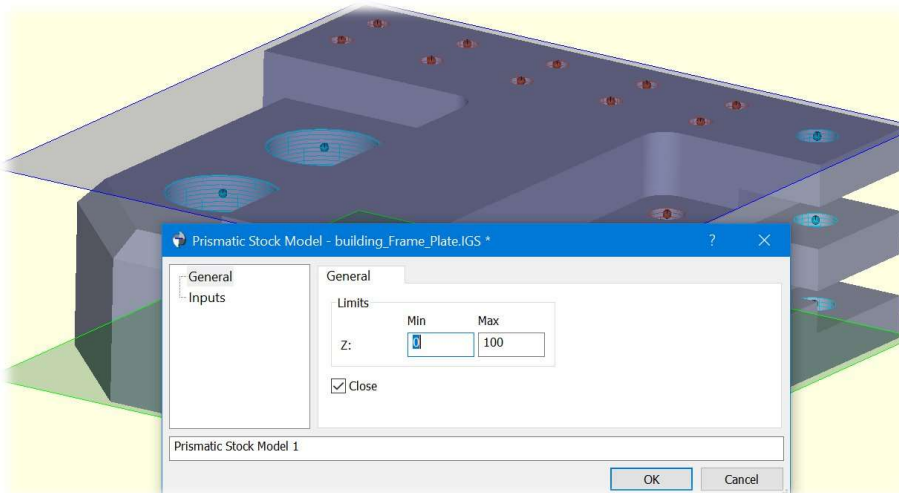 Prismatic Stock Model - building_Frame_Plate.IGS * ?
General
Inputs
General
Limits
Min Max
Z: 0 100
Close
Prismatic Stock Model 1
OK Cancel